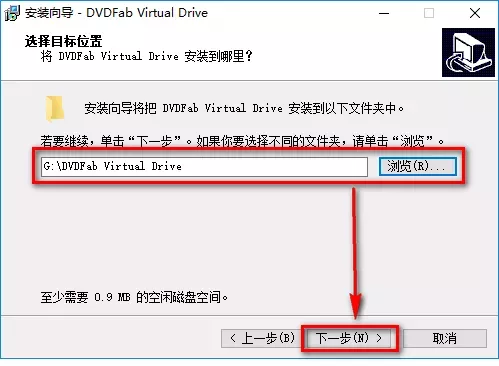 安装向导 - DVDFab Virtual Drive
选择目标位置
将 DVDFab Virtual Drive 安装到哪里?
安装向导将把 DVDFab Virtual Drive 安装到以下文件夹中。
若要继续，单击“下一步”。如果你要选择不同的文件夹，请单击“浏览”。
G:\DVDFab Virtual Drive 浏览(R)...
至少需要 0.9 MB 的空闲磁盘空间。
< 上一步(B) 下一步(N) > 取消